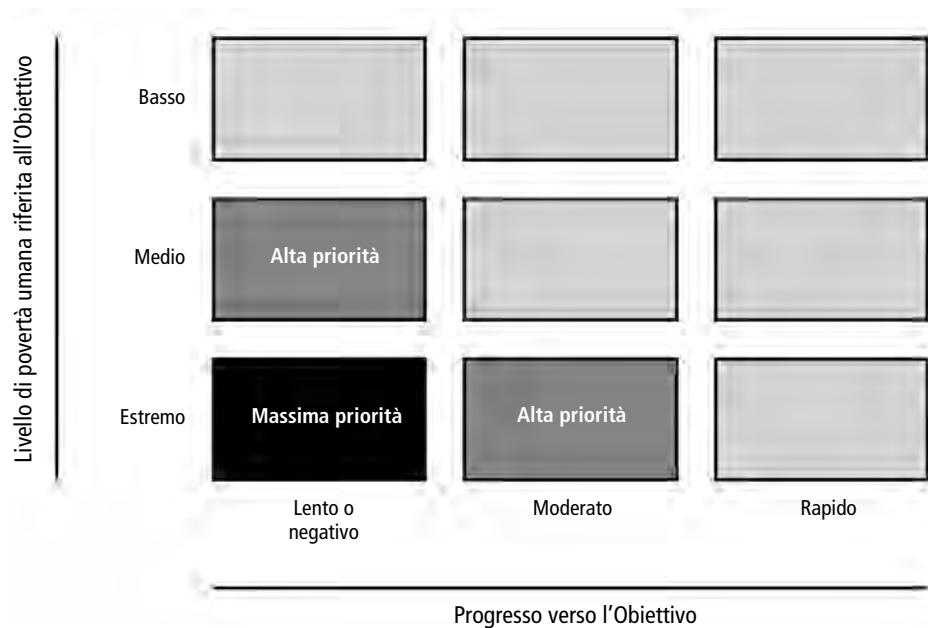 Livello di povertà umana riferita all'Obiettivo
Basso
Medio
Alta priorità
Estremo
Massima priorità
Alta priorità
Lento o
negativo
Moderato
Rapido
Progresso verso l'Obiettivo